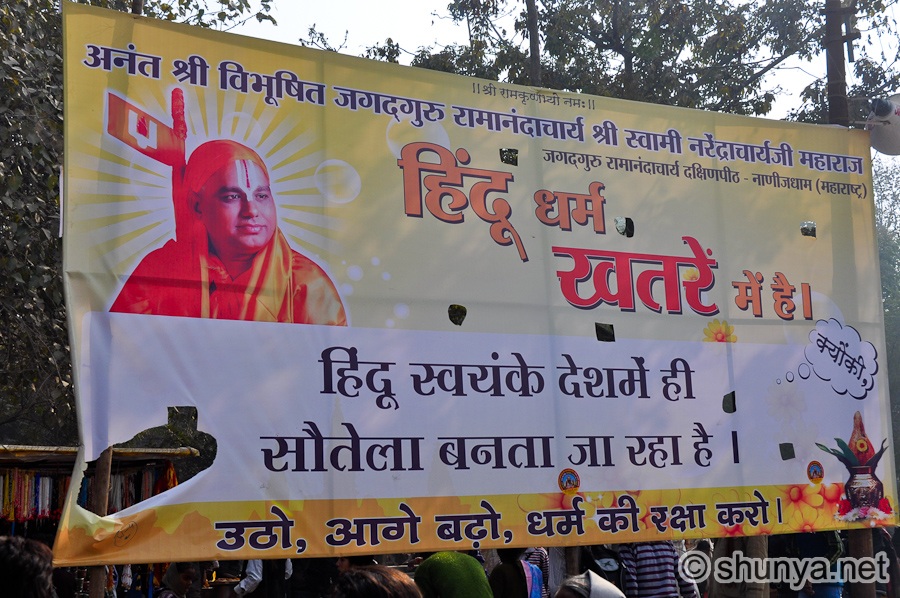 ||श्री रामकृष्णाभ्यो नमः||
अनंत श्री विभूषित जगद्गुरु रामानंदाचार्य श्री स्वामी नरेंद्राचार्यजी महाराज
जगद्गुरु रामानंदाचार्य दक्षिणपीठ - नाणीजधाम (महाराष्ट्र)
हिंदू धर्म
खतरें में है।
क्योंकी,
हिंदू स्वयंके देशमें ही
सौतेला बनता जा रहा है ।
उठो, आगे बढ़ो, धर्म की रक्षा करो।
© shunya.net